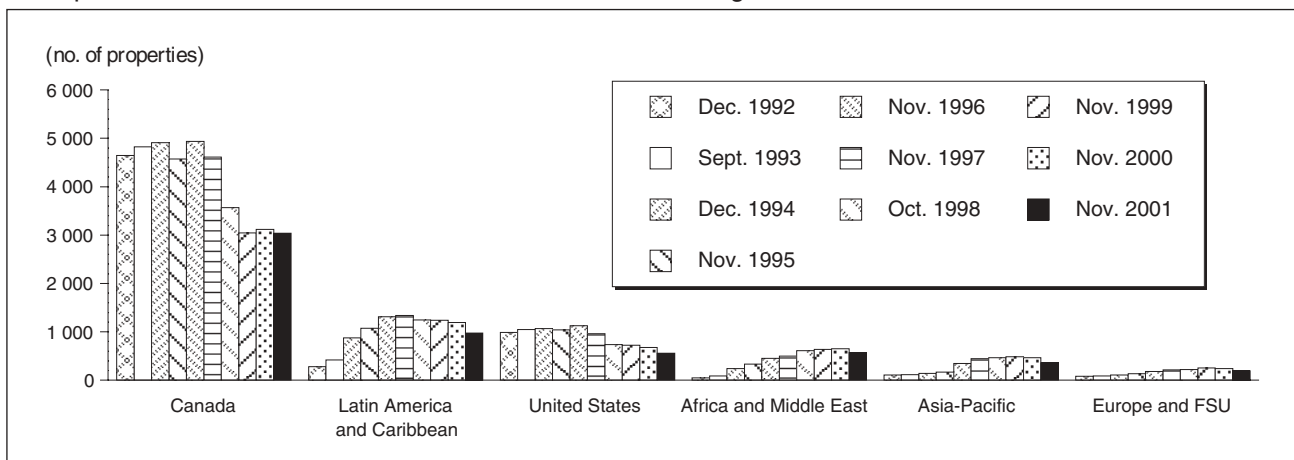 (no. of properties)
6 000
5 000
4 000
3 000
2 000
1 000
0
Dec. 1992
Nov. 1996
Nov. 1999
Sept. 1993
Nov. 1997
Nov. 2000
Dec. 1994
Oct. 1998
Nov. 2001
Nov. 1995
Canada
Latin America
and Caribbean
United States
Africa and Middle East
Asia-Pacific
Europe and FSU